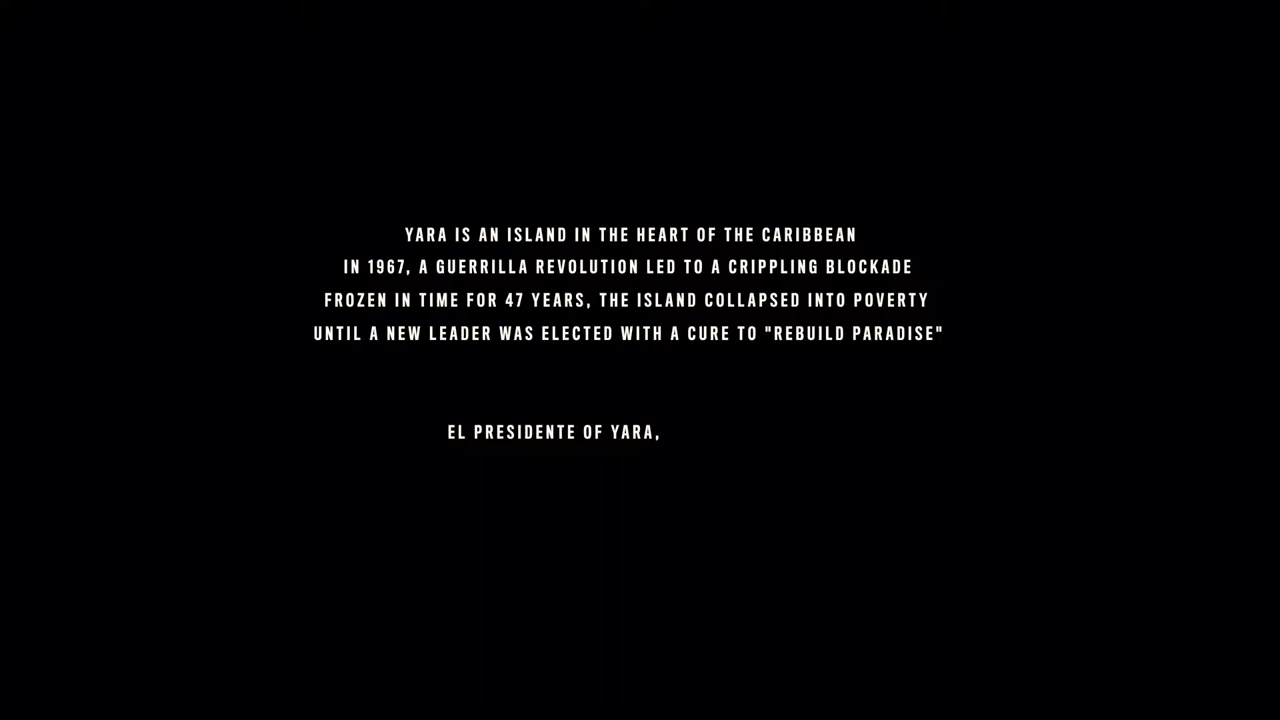 YARA IS AN ISLAND IN THE HEART OF THE CARIBBEAN
IN 1967, A GUERRILLA REVOLUTION LED TO A CRIPPLING BLOCKADE
FROZEN IN TIME FOR 47 YEARS, THE ISLAND COLLAPSED INTO POVERTY
UNTIL A NEW LEADER WAS ELECTED WITH A CURE TO "REBUILD PARADISE"
EL PRESIDENTE OF YARA,